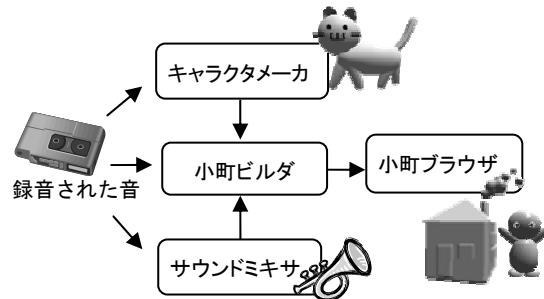 キャラクタメーカ
小町ビルダ
小町ブラウザ
録音された音
サウンドミキサ